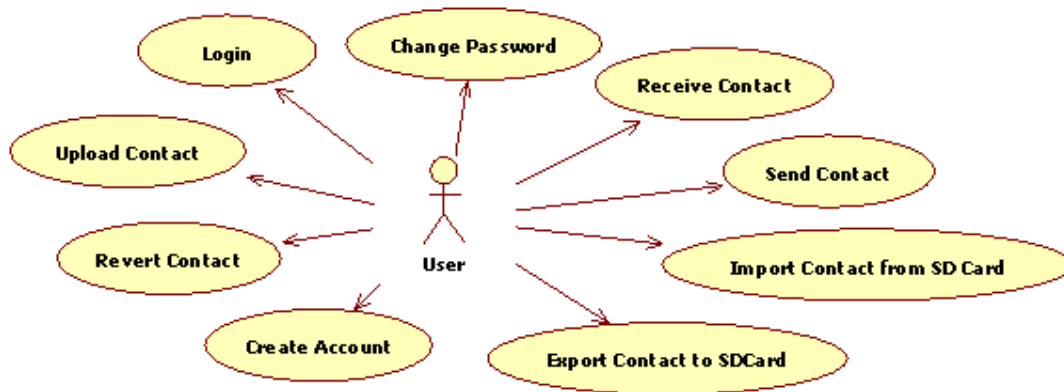 Change Password
Login
Receive Contact
Upload Contact
Send Contact
Revert Contact
User
Import Contact from SD Card
Create Account
Export Contact to SDCard